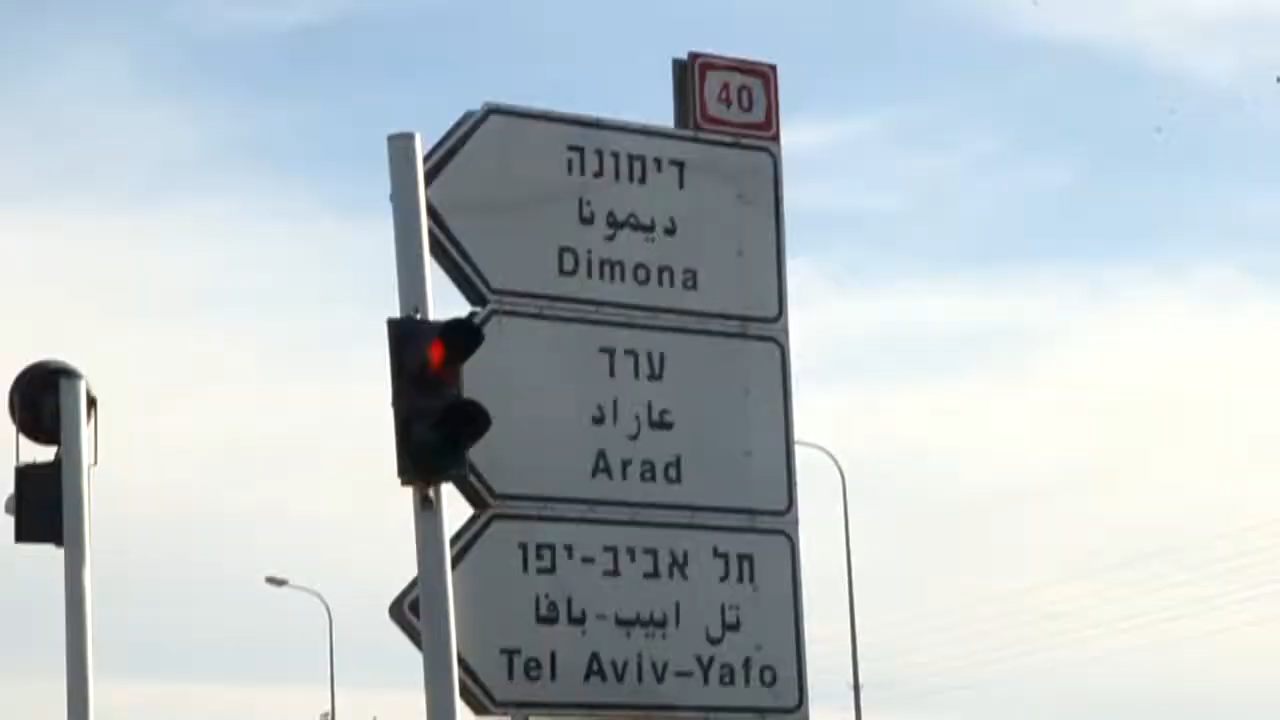 40
דימונה
ديمونا
Dimona
ערד
عاراد
Arad
תל אביב-יפו
تل ابيب-يافا
Tel Aviv-Yafo